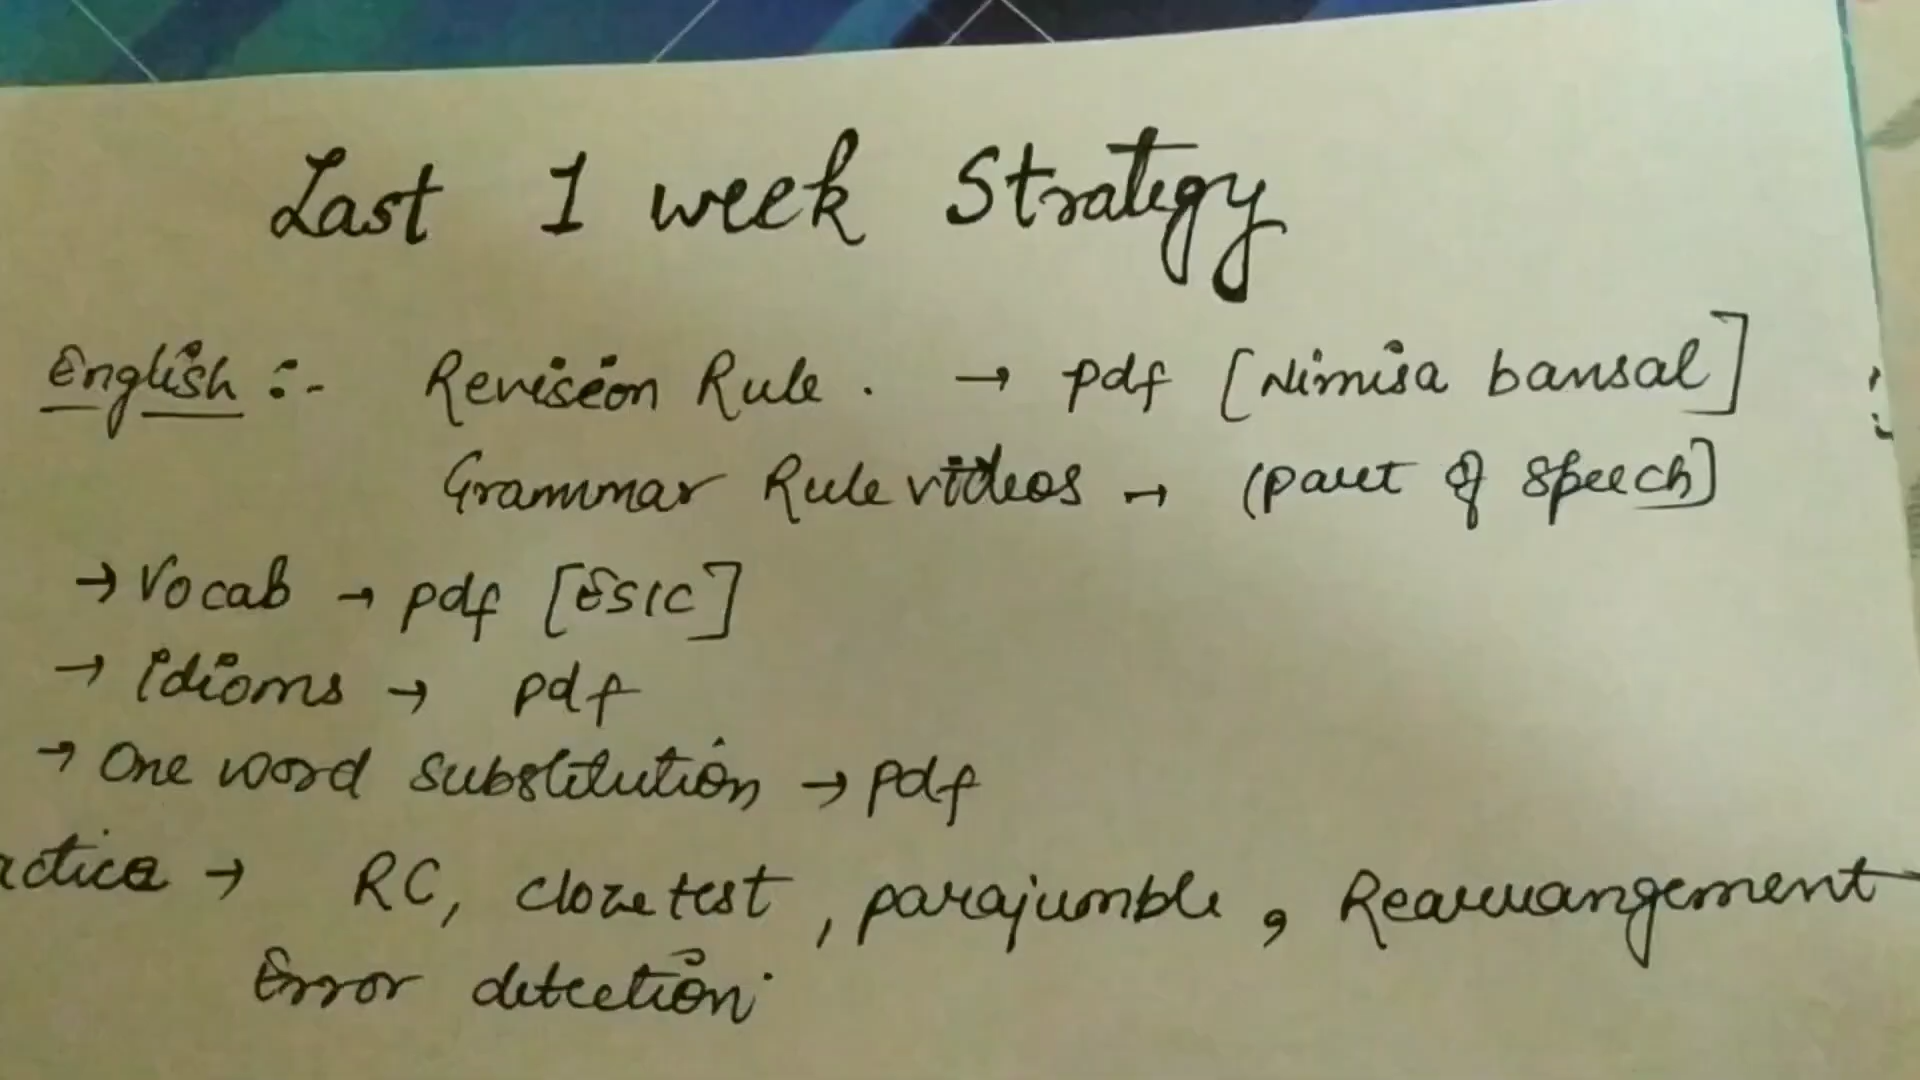 Last 1 week Strategy
English :- Revision Rule . → pdf [Nimisa bansal]
Grammar Rule videos → (part of speech]
→ Vocab → pdf [ESIC]
→ idioms → pdf
→ One word substitution → pdf
actice → RC, cloze test, parajumble, Rearrangement
Error detection.